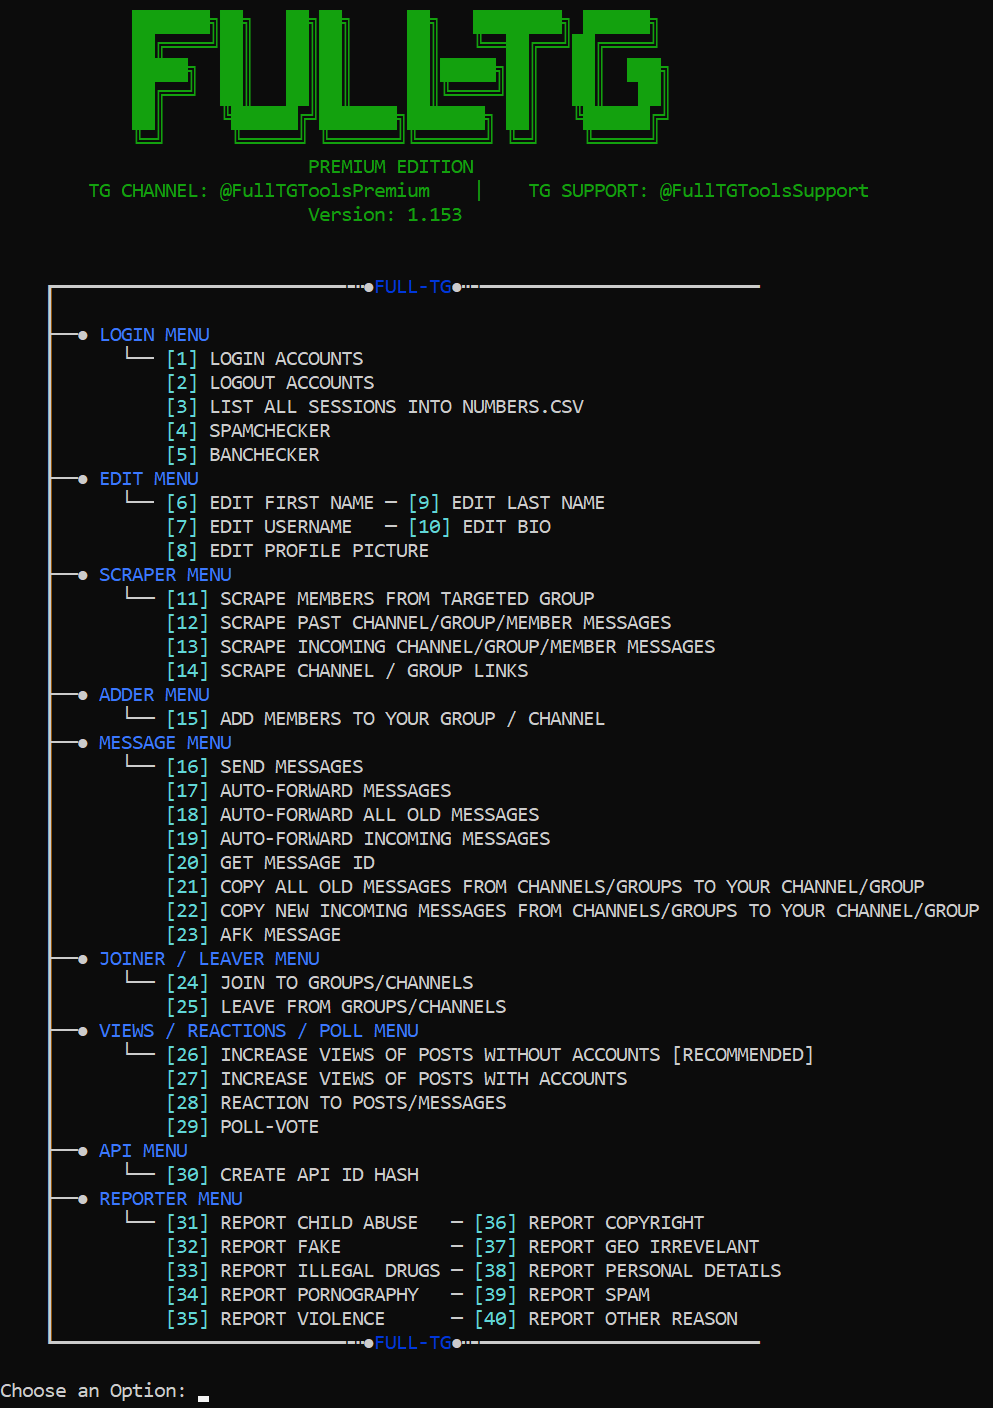 FULL-TG
PREMIUM EDITION
TG CHANNEL: @FullTGToolsPremium | TG SUPPORT: @FullTGToolsSupport
Version: 1.153
FULL-TG
LOGIN MENU
[1] LOGIN ACCOUNTS
[2] LOGOUT ACCOUNTS
[3] LIST ALL SESSIONS INTO NUMBERS.CSV
[4] SPAMCHECKER
[5] BANCHECKER
EDIT MENU
[6] EDIT FIRST NAME — [9] EDIT LAST NAME
[7] EDIT USERNAME — [10] EDIT BIO
[8] EDIT PROFILE PICTURE
SCRAPER MENU
[11] SCRAPE MEMBERS FROM TARGETED GROUP
[12] SCRAPE PAST CHANNEL/GROUP/MEMBER MESSAGES
[13] SCRAPE INCOMING CHANNEL/GROUP/MEMBER MESSAGES
[14] SCRAPE CHANNEL / GROUP LINKS
ADDER MENU
[15] ADD MEMBERS TO YOUR GROUP / CHANNEL
MESSAGE MENU
[16] SEND MESSAGES
[17] AUTO-FORWARD MESSAGES
[18] AUTO-FORWARD ALL OLD MESSAGES
[19] AUTO-FORWARD INCOMING MESSAGES
[20] GET MESSAGE ID
[21] COPY ALL OLD MESSAGES FROM CHANNELS/GROUPS TO YOUR CHANNEL/GROUP
[22] COPY NEW INCOMING MESSAGES FROM CHANNELS/GROUPS TO YOUR CHANNEL/GROUP
[23] AFK MESSAGE
JOINER / LEAVER MENU
[24] JOIN TO GROUPS/CHANNELS
[25] LEAVE FROM GROUPS/CHANNELS
VIEWS / REACTIONS / POLL MENU
[26] INCREASE VIEWS OF POSTS WITHOUT ACCOUNTS [RECOMMENDED]
[27] INCREASE VIEWS OF POSTS WITH ACCOUNTS
[28] REACTION TO POSTS/MESSAGES
[29] POLL-VOTE
API MENU
[30] CREATE API ID HASH
REPORTER MENU
[31] REPORT CHILD ABUSE — [36] REPORT COPYRIGHT
[32] REPORT FAKE — [37] REPORT GEO IRREVELANT
[33] REPORT ILLEGAL DRUGS — [38] REPORT PERSONAL DETAILS
[34] REPORT PORNOGRAPHY — [39] REPORT SPAM
[35] REPORT VIOLENCE — [40] REPORT OTHER REASON
FULL-TG
Choose an Option: